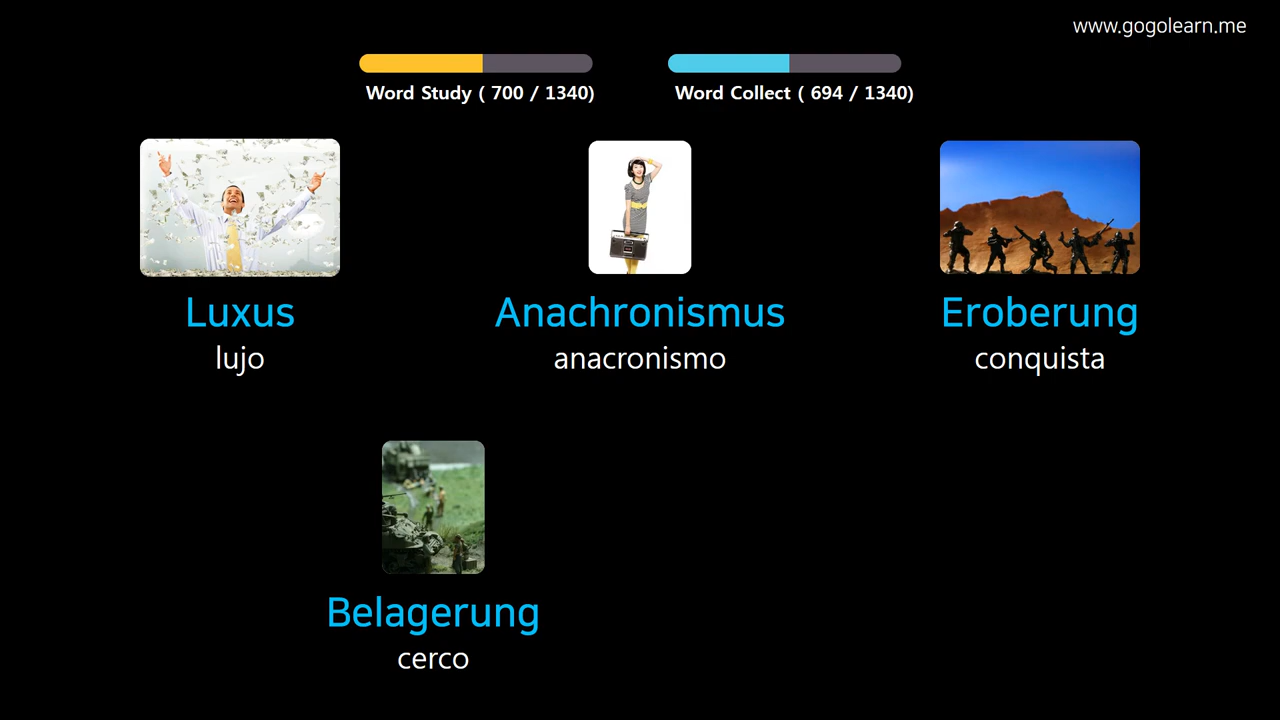 www.gogolearn.me
Word Study ( 700 / 1340)
Word Collect ( 694 / 1340)
Luxus
lujo
Anachronismus
anacronismo
Eroberung
conquista
Belagerung
cerco